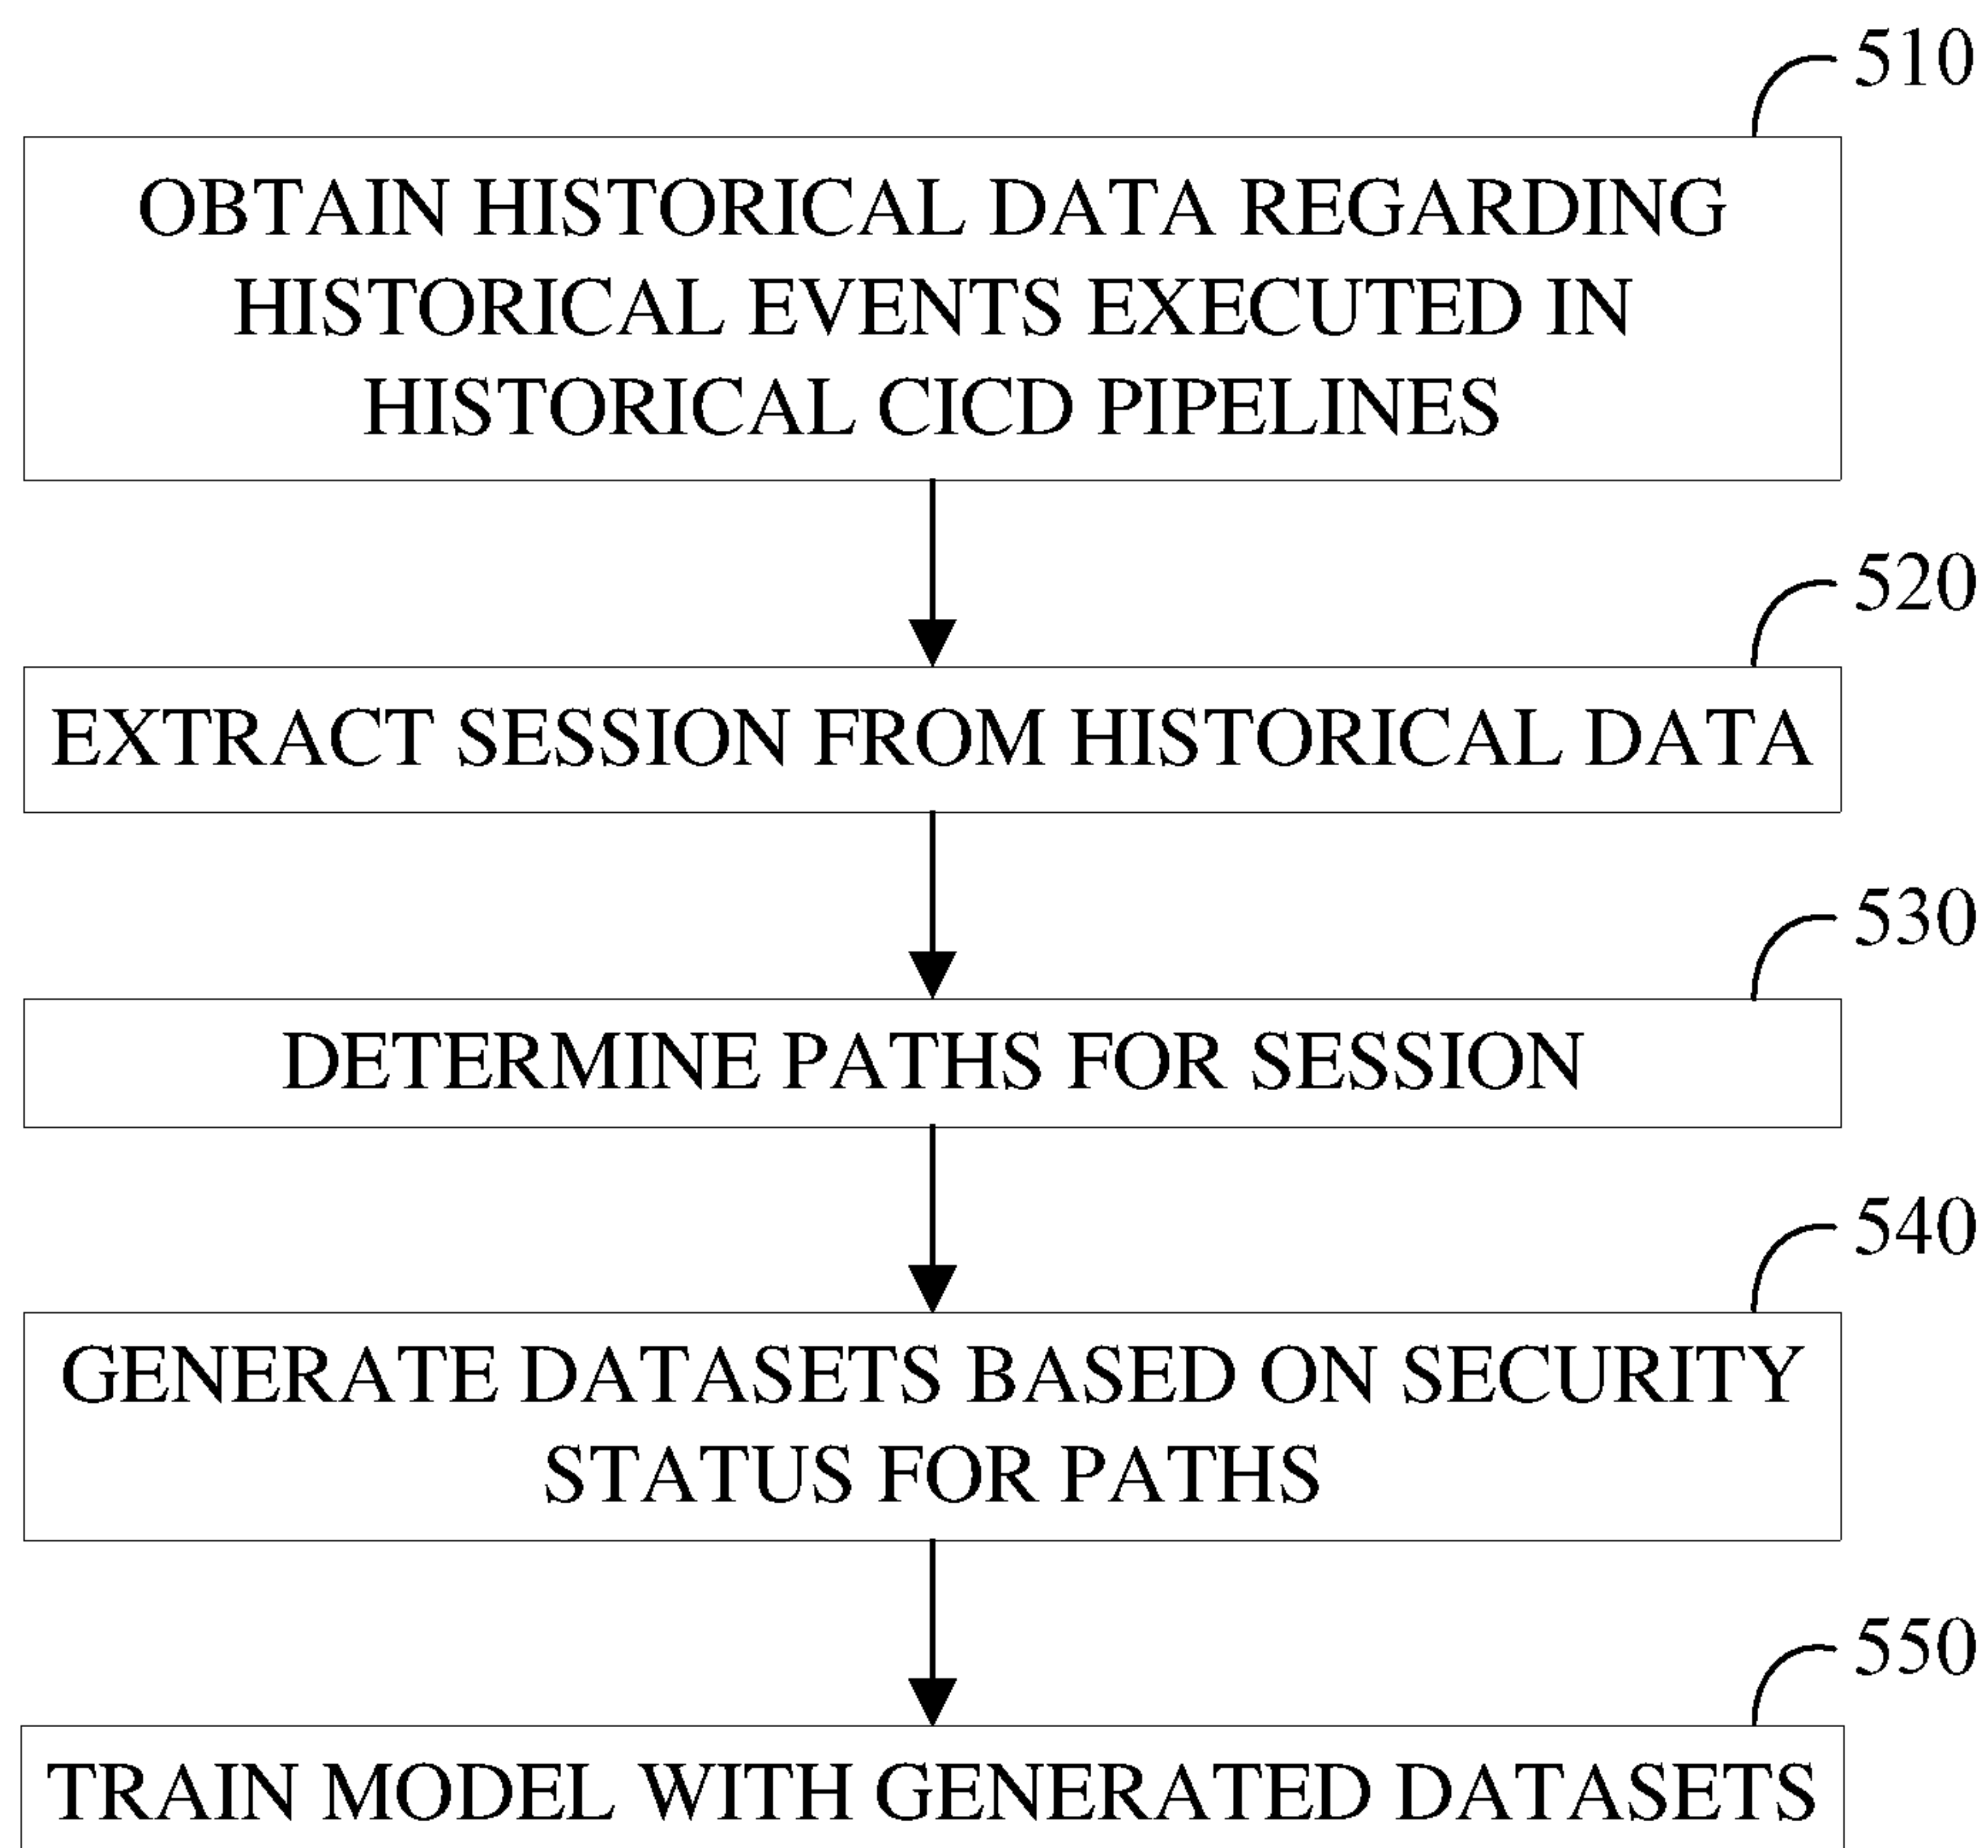 510
OBTAIN HISTORICAL DATA REGARDING
HISTORICAL EVENTS EXECUTED IN
HISTORICAL CICD PIPELINES
520
EXTRACT SESSION FROM HISTORICAL DATA
530
DETERMINE PATHS FOR SESSION
540
GENERATE DATASETS BASED ON SECURITY
STATUS FOR PATHS
550
TRAIN MODEL WITH GENERATED DATASETS